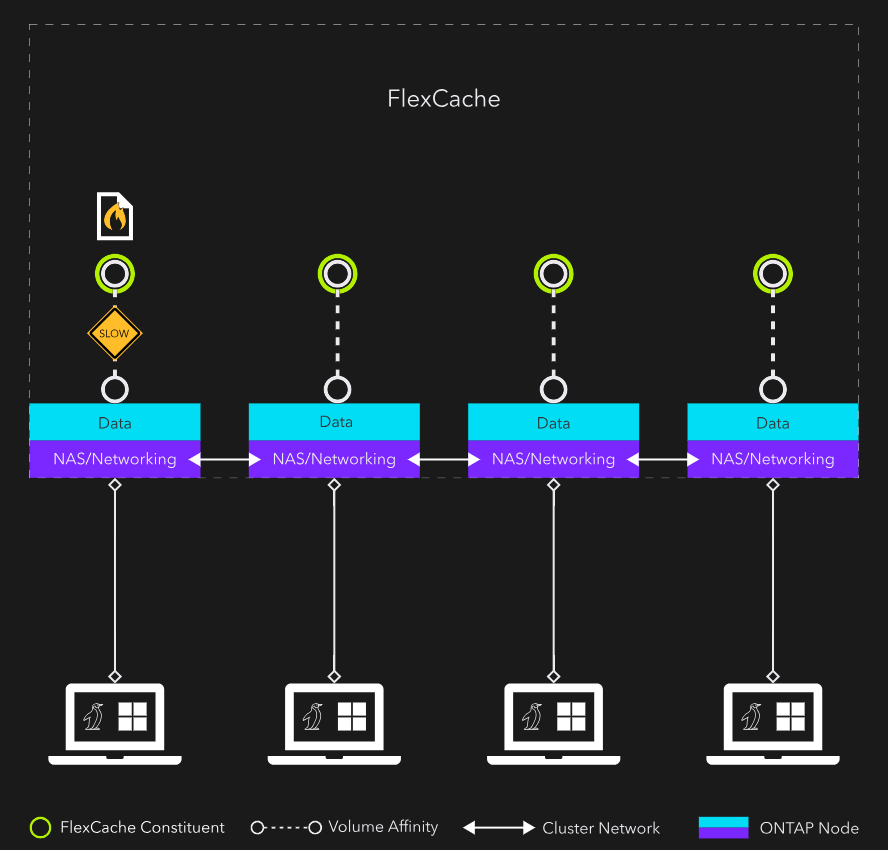 FlexCache
SLOW
Data Data Data Data
NAS/Networking NAS/Networking NAS/Networking NAS/Networking
FlexCache Constituent Volume Affinity Cluster Network ONTAP Node